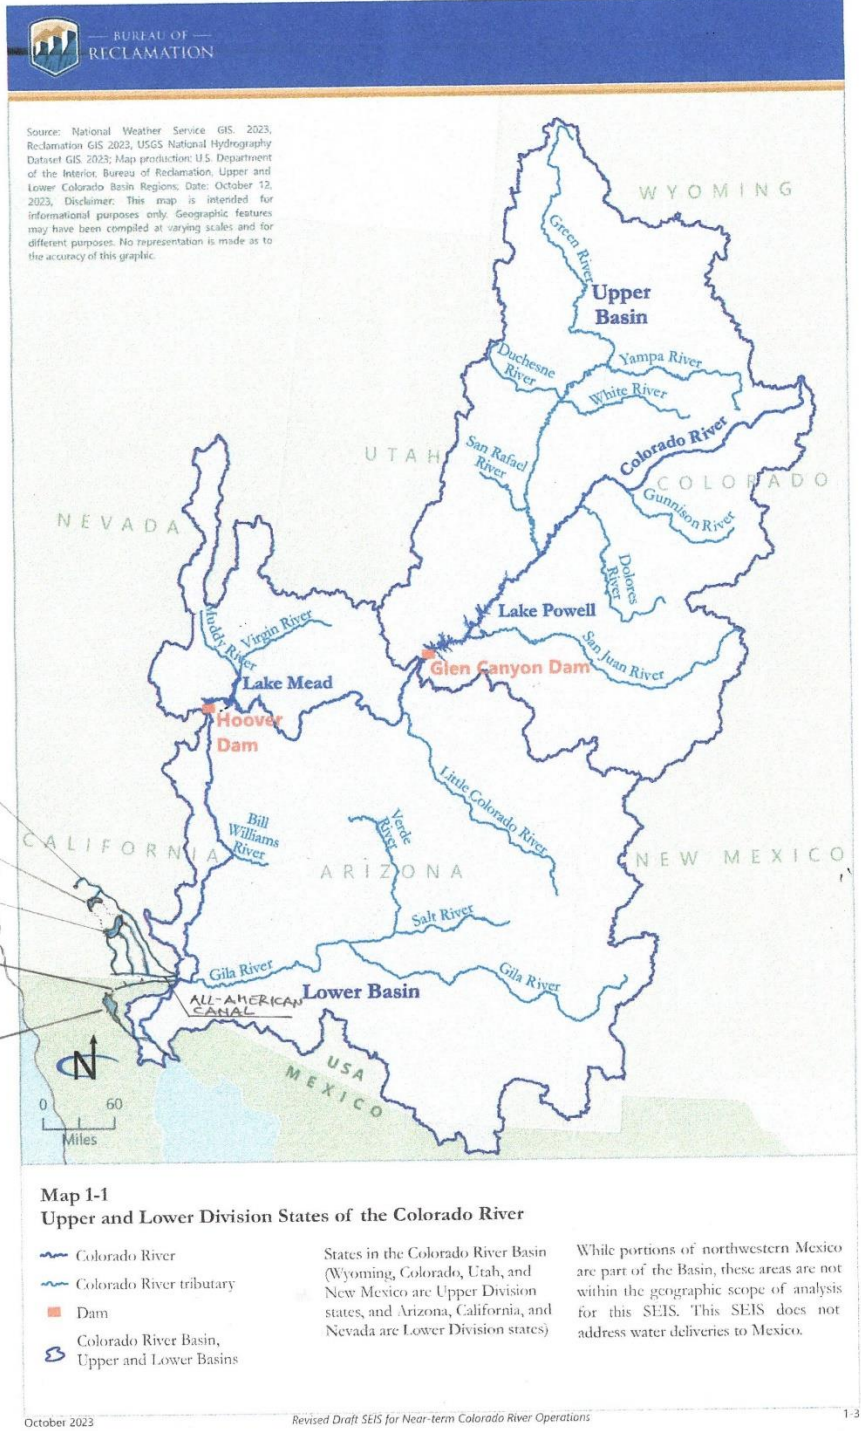 BUREAU OF
RECLAMATION
Source: National Weather Service GIS. 2023,
Reclamation GIS 2023, USGS National Hydrography
Dataset GIS. 2023; Map production: U.S. Department
of the Interior, Bureau of Reclamation, Upper and
Lower Colorado Basin Regions; Date: October 12,
2023, Disclaimer: This map is intended for
informational purposes only. Geographic features
may have been compiled at varying scales and for
different purposes. No representation is made as to
the accuracy of this graphic.
WYOMING
Green River
Upper
Basin
Duchesne
River
Yampa River
White River
Colorado River
UTAH
San Rafael
River
COLORADO
Gunnison River
NEVADA
Dolores
River
Lake Powell
Muddy River
Virgin River
San Juan River
Glen Canyon Dam
Lake Mead
Hoover
Dam
Little Colorado River
Bill
Williams
River
Verde
River
CALIFORNIA
ARIZONA
NEW MEXICO
Salt River
Gila River
Gila River
Lower Basin
ALL-AMERICAN
CANAL
N
USA
MEXICO
0 60
Miles
Map 1-1
Upper and Lower Division States of the Colorado River
Colorado River
Colorado River tributary
Dam
Colorado River Basin,
Upper and Lower Basins
States in the Colorado River Basin
(Wyoming, Colorado, Utah, and
New Mexico are Upper Division
states, and Arizona, California, and
Nevada are Lower Division states)
While portions of northwestern Mexico
are part of the Basin, these areas are not
within the geographic scope of analysis
for this SEIS. This SEIS does not
address water deliveries to Mexico.
October 2023
Revised Draft SEIS for Near-term Colorado River Operations
1-3